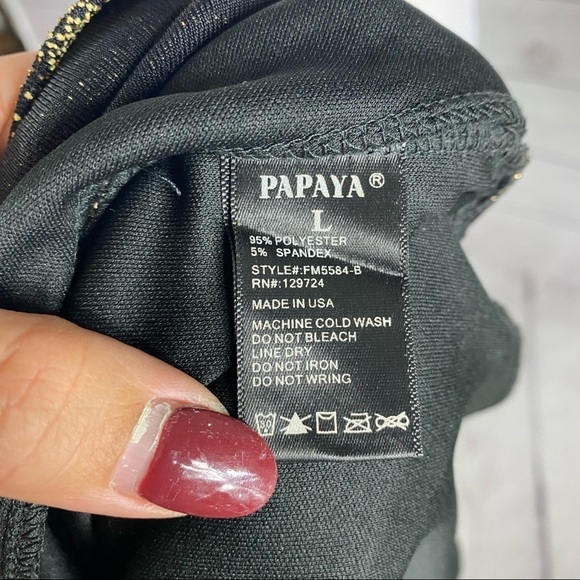 PAPAYA®
L
95% POLYESTER
5% SPANDEX
STYLE#:FM5584-B
RN#:129724
MADE IN USA
MACHINE COLD WASH
DO NOT BLEACH
LINE DRY
DO NOT IRON
DO NOT WRING